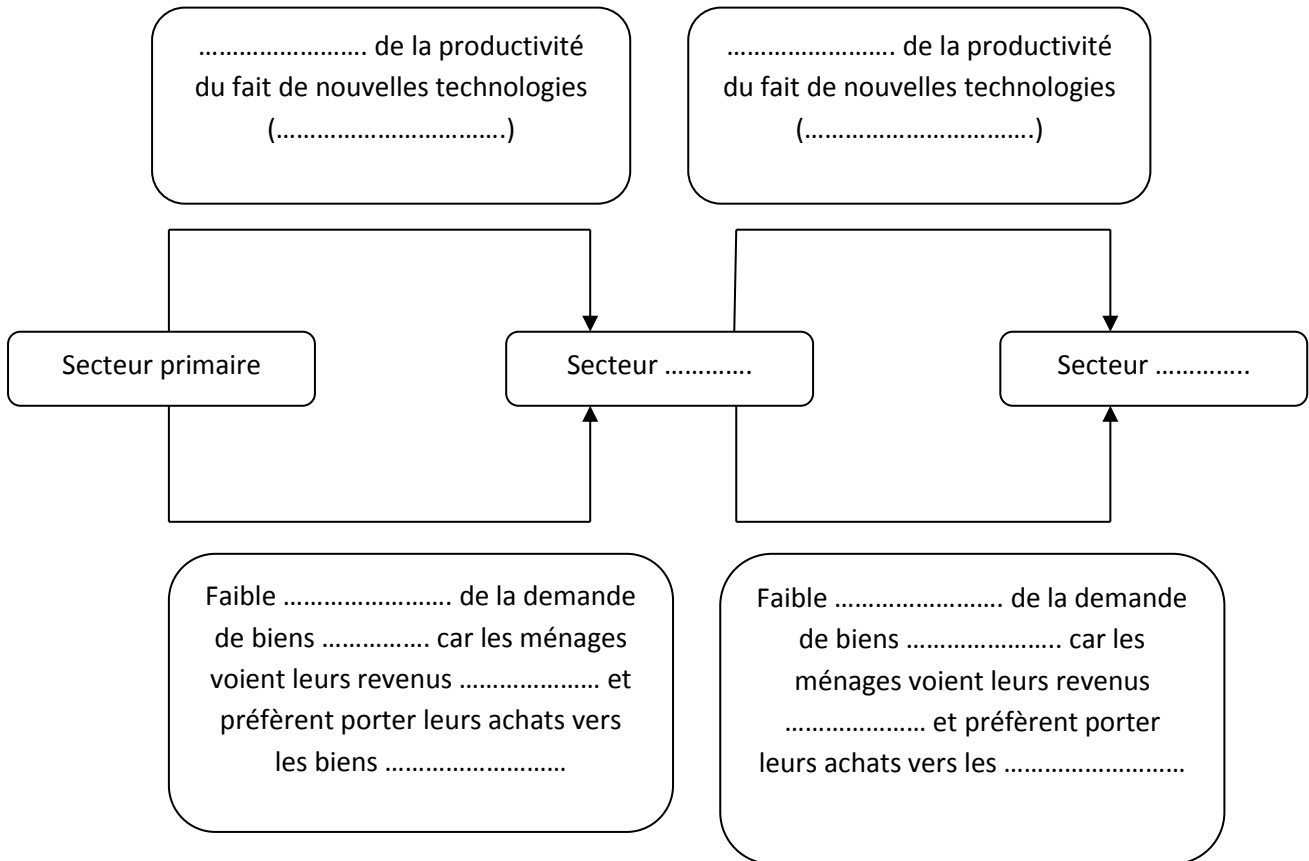 …………………… de la productivité
du fait de nouvelles technologies
(…………………………….)
…………………… de la productivité
du fait de nouvelles technologies
(…………………………….)
Secteur primaire
Secteur ………….
Secteur …………..
Faible …………………… de la demande
de biens ……………. car les ménages
voient leurs revenus ………………… et
préfèrent porter leurs achats vers
les biens ………………………
Faible …………………… de la demande
de biens ………………….. car les
ménages voient leurs revenus
………………… et préfèrent porter
leurs achats vers les ………………………